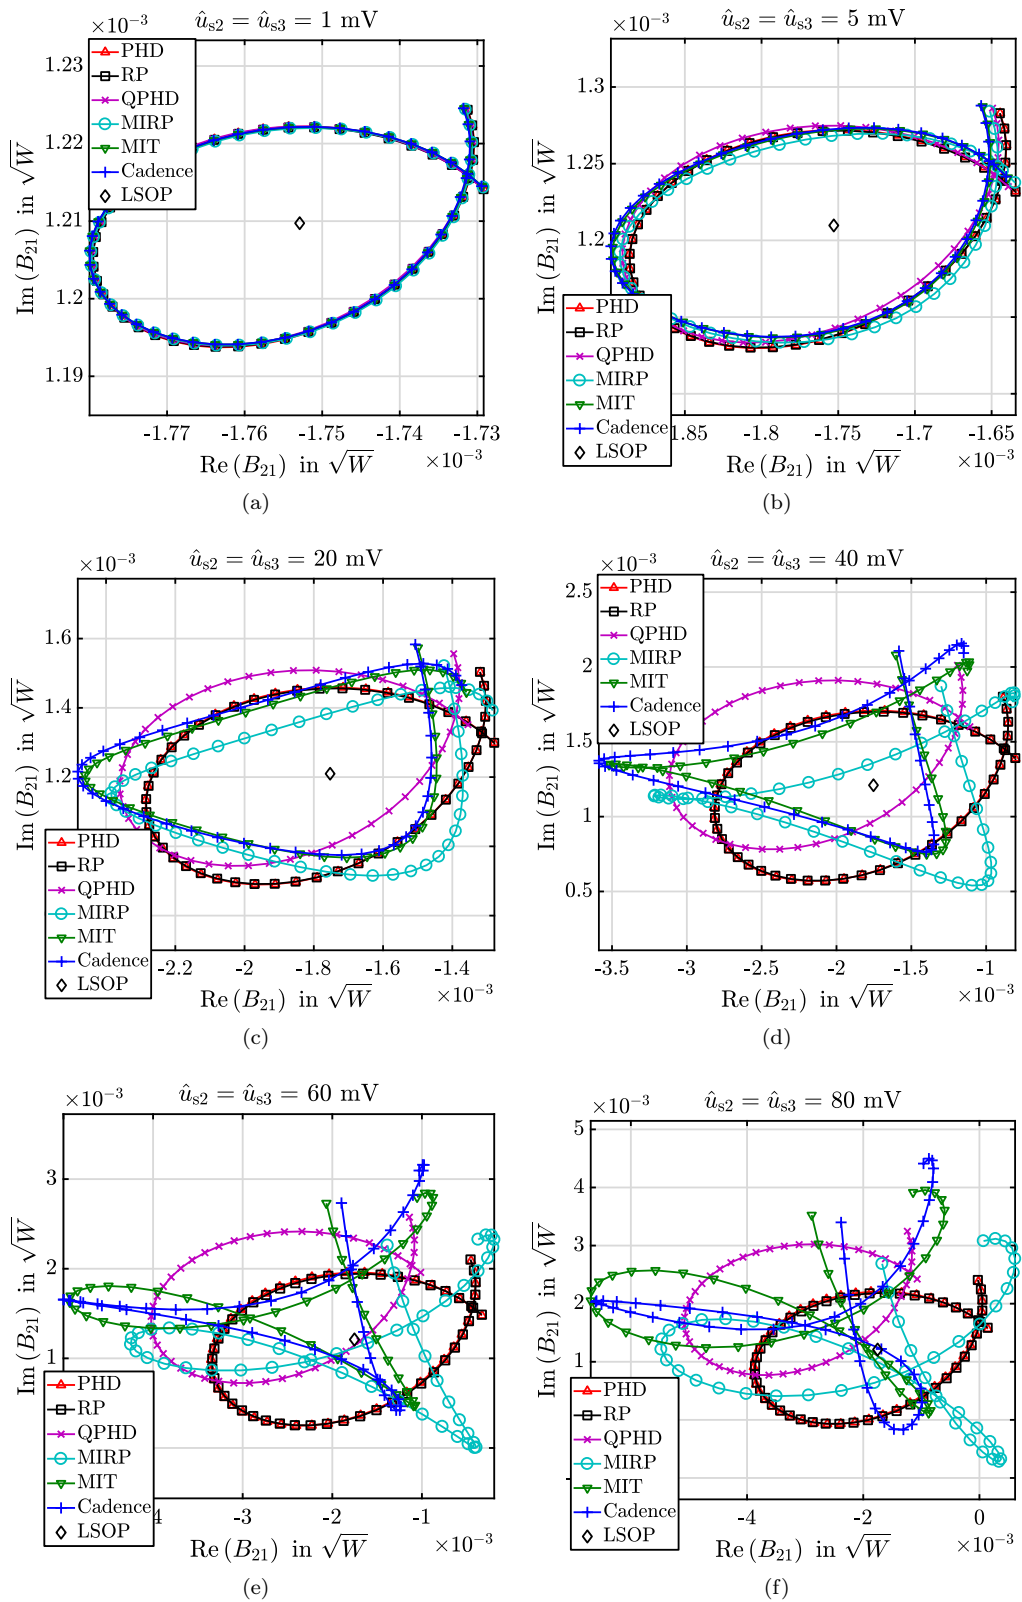 ×10⁻³ û_s2 = û_s3 = 1 mV
PHD
RP
QPHD
MIRP
MIT
Cadence
LSOP
1.23
1.22
1.21
1.2
1.19
Im (B₂₁) in √W
-1.77 -1.76 -1.75 -1.74 -1.73
Re (B₂₁) in √W ×10⁻³
(a)
×10⁻³ û_s2 = û_s3 = 5 mV
1.3
1.25
1.2
Im (B₂₁) in √W
PHD
RP
QPHD
MIRP
MIT
Cadence
LSOP
1.85 -1.8 -1.75 -1.7 -1.65
Re (B₂₁) in √W ×10⁻³
(b)
×10⁻³ û_s2 = û_s3 = 20 mV
1.6
1.4
1.2
Im (B₂₁) in √W
PHD
RP
QPHD
MIRP
MIT
Cadence
LSOP
-2.2 -2 -1.8 -1.6 -1.4
Re (B₂₁) in √W ×10⁻³
(c)
×10⁻³ û_s2 = û_s3 = 40 mV
PHD
RP
QPHD
MIRP
MIT
Cadence
LSOP
2.5
2
1.5
1
0.5
Im (B₂₁) in √W
-3.5 -3 -2.5 -2 -1.5 -1
Re (B₂₁) in √W ×10⁻³
(d)
×10⁻³ û_s2 = û_s3 = 60 mV
3
2
1
Im (B₂₁) in √W
PHD
RP
QPHD
MIRP
MIT
Cadence
LSOP
4 -3 -2 -1
Re (B₂₁) in √W ×10⁻³
(e)
×10⁻³ û_s2 = û_s3 = 80 mV
5
4
3
2
1
Im (B₂₁) in √W
PHD
RP
QPHD
MIRP
MIT
Cadence
LSOP
-4 -2 0
Re (B₂₁) in √W ×10⁻³
(f)